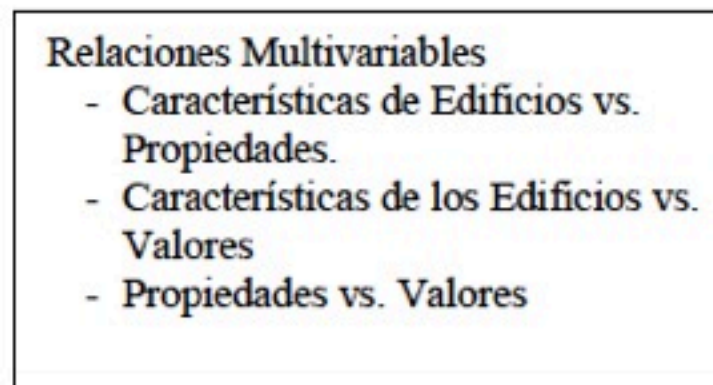 Relaciones Multivariables
- Características de Edificios vs.
Propiedades.
- Características de los Edificios vs.
Valores
- Propiedades vs. Valores